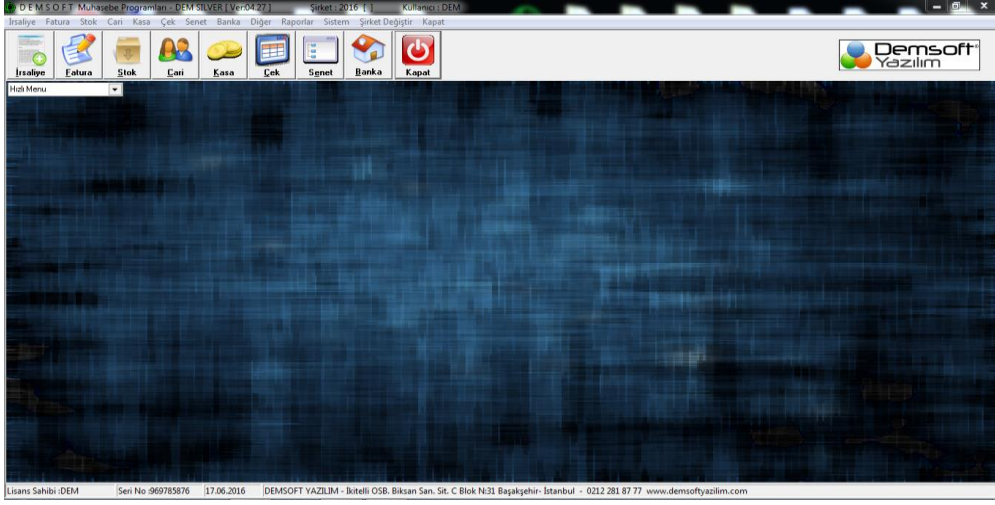 D E M S O F T Muhasebe Programları - DEM SILVER [ Ver:04.27 ] Şirket : 2016 [ ] Kullanıcı : DEM
İrsaliye Fatura Stok Cari Kasa Çek Senet Banka Diğer Raporlar Sistem Şirket Değiştir Kapat
İrsaliye Fatura Stok Cari Kasa Çek Senet Banka Kapat
Demsoft®
Yazılım
Hızlı Menu
Lisans Sahibi :DEM Seri No :969785876 17.06.2016 DEMSOFT YAZILIM - İkitelli OSB. Biksan San. Sit. C Blok N:31 Başakşehir- İstanbul - 0212 281 87 77 www.demsoftyazilim.com